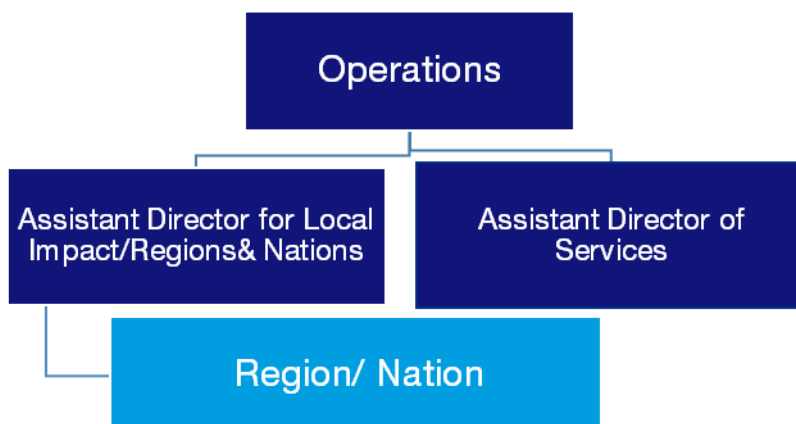 Operations
Assistant Director for Local
Impact/Regions& Nations
Assistant Director of
Services
Region/ Nation